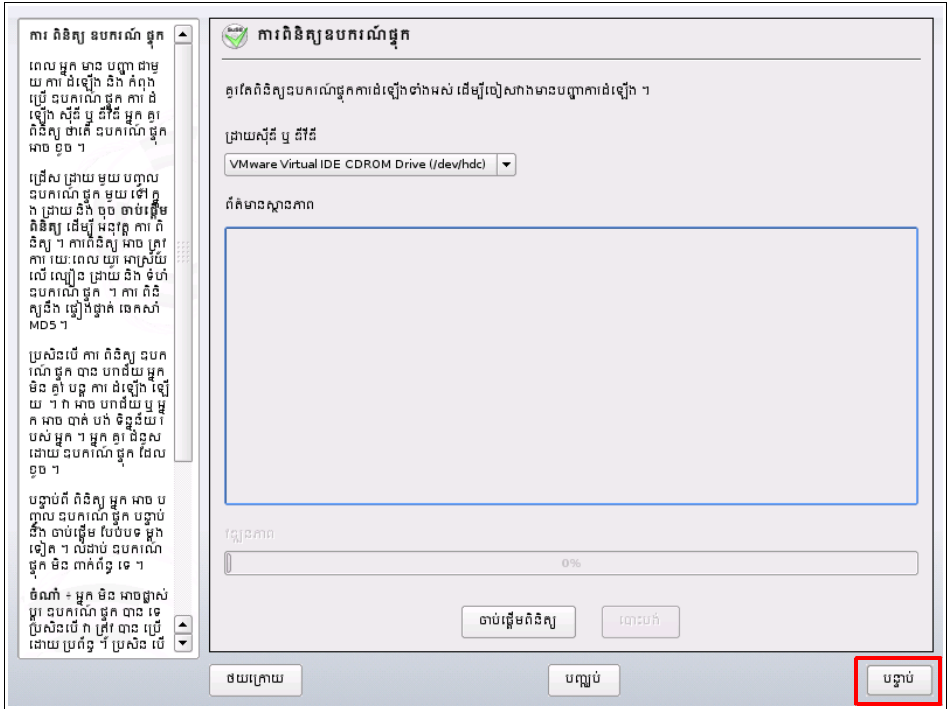 ការ ពិនិត្យ ឧបករណ៍ ផ្ទុក
ពេល អ្នក មាន បញ្ហា ជាមួ
យ ការ ដំឡើង និង កំពុង
ប្រើ ឧបករណ៍ ផ្ទុក ការ ដំ
ឡើង ស៊ីឌី ឬ ឌីវីឌី អ្នក គួរ
ពិនិត្យ ថាតើ ឧបករណ៍ ផ្ទុក
អាច ខូច ។
ជ្រើស ដ្រាយ មួយ បញ្ចូល
ឧបករណ៍ ផ្ទុក មួយ ទៅ ក្នុ
ង ដ្រាយ និង ចុច ចាប់ផ្ដើម
ពិនិត្យ ដើម្បី អនុវត្ត ការ ពិ
និត្យ ។ ការពិនិត្យ អាច ត្រូវ
ការ រយៈពេល យូរ អាស្រ័យ
លើ ល្បឿន ដ្រាយ និង ទំហំ
ឧបករណ៍ ផ្ទុក ។ ការ ពិនិ
ត្យនឹង ផ្ទៀងផ្ទាត់ ឆេកសាំ
MD5 ។
ប្រសិនបើ ការ ពិនិត្យ ឧបក
រណ៍ ផ្ទុក បាន បរាជ័យ អ្នក
មិន គួរ បន្ត ការ ដំឡើង ឡើ
យ ។ វា អាច បរាជ័យ ឬ អ្ន
ក អាច បាត់ បង់ ទិន្នន័យ រ
បស់ អ្នក ។ អ្នក គួរ ជំនួស
ដោយ ឧបករណ៍ ផ្ទុក ដែល
ខូច ។
បន្ទាប់ពី ពិនិត្យ អ្នក អាច ប
ញ្ចូល ឧបករណ៍ ផ្ទុក បន្ទាប់
និង ចាប់ផ្ដើម បែបបទ ម្ដង
ទៀត ។ លំដាប់ ឧបករណ៍
ផ្ទុក មិន ពាក់ព័ន្ធ ទេ ។
ចំណាំ ៖ អ្នក មិន អាចផ្លាស់
ប្ដូរ ឧបករណ៍ ផ្ទុក បាន ទេ
ប្រសិនបើ វា ត្រូវ បាន ប្រើ
ដោយ ប្រព័ន្ធ ។ ប្រសិន បើ
ការពិនិត្យឧបករណ៍ផ្ទុក
គួរតែពិនិត្យឧបករណ៍ផ្ទុកការដំឡើងទាំងអស់ ដើម្បីចៀសវាងមានបញ្ហាការដំឡើង ។
ដ្រាយស៊ីឌី ឬ ឌីវីឌី
VMware Virtual IDE CDROM Drive (/dev/hdc)
ព័ត៌មានស្ថានភាព
វឌ្ឍនភាព
0%
ចាប់ផ្ដើមពិនិត្យ បោះបង់
ថយក្រោយ បញ្ឈប់ បន្ទាប់